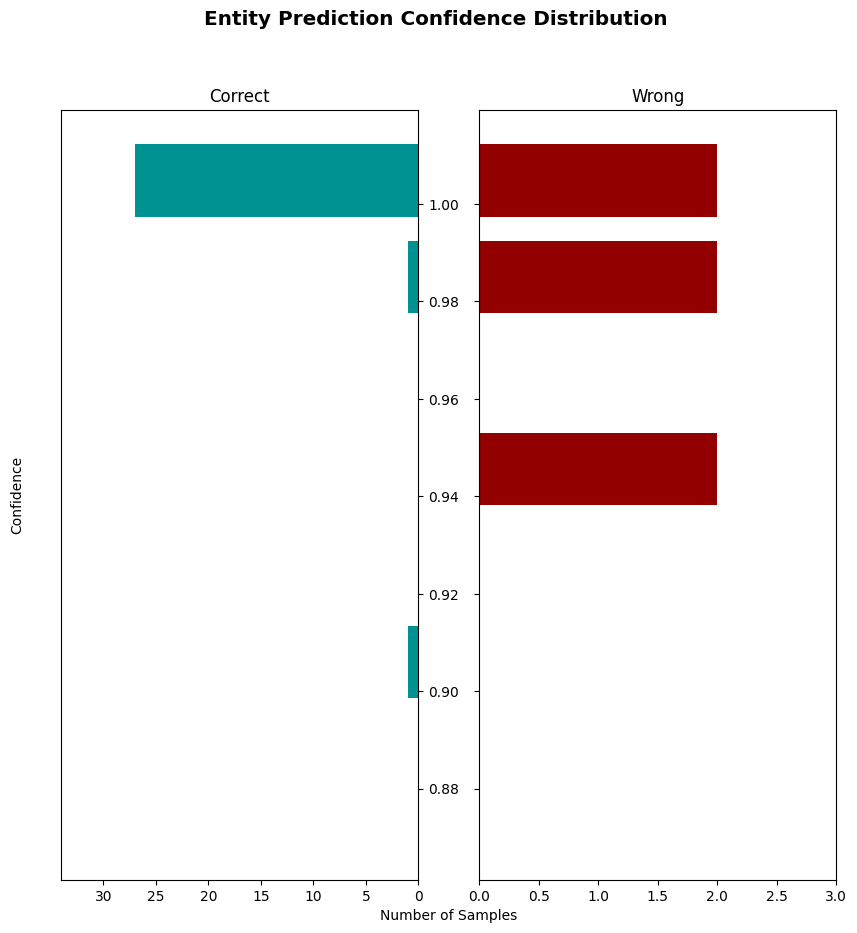 Entity Prediction Confidence Distribution
Correct
Wrong
1.00
0.98
0.96
0.94
0.92
0.90
0.88
Confidence
30 25 20 15 10 5 0
0.0 0.5 1.0 1.5 2.0 2.5 3.0
Number of Samples